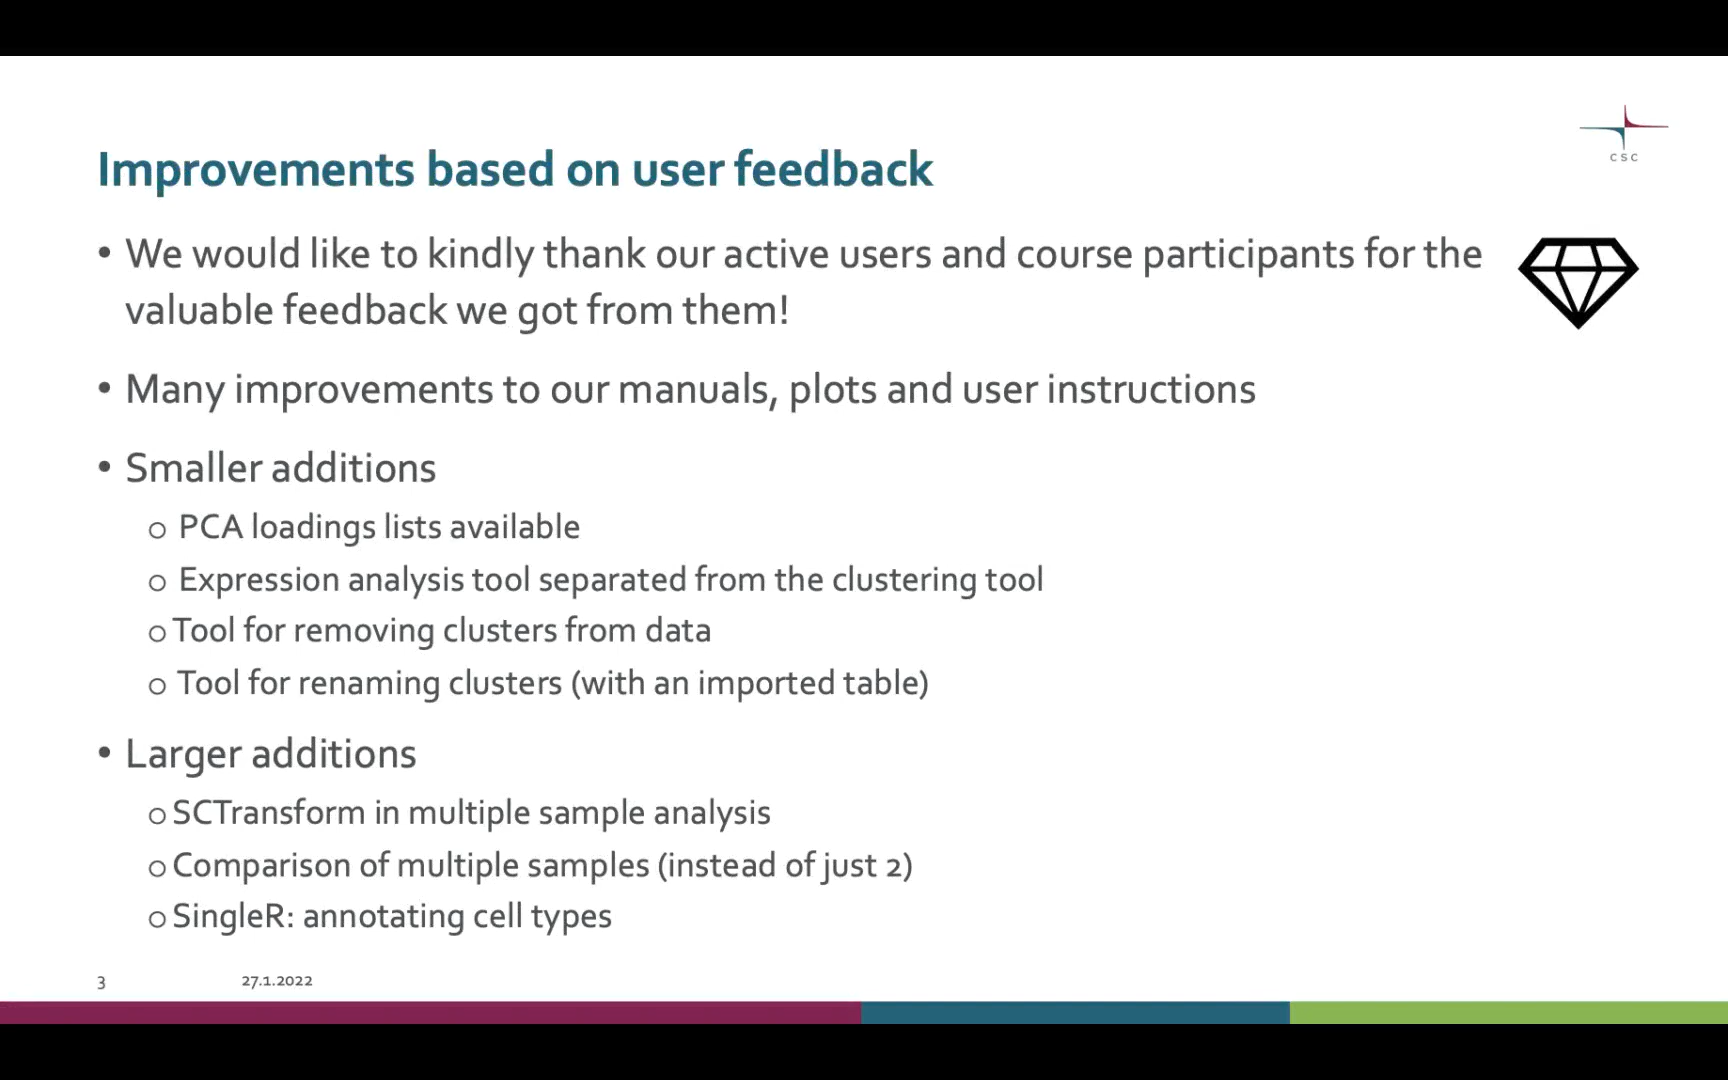 CSC
Improvements based on user feedback
• We would like to kindly thank our active users and course participants for the
valuable feedback we got from them!
• Many improvements to our manuals, plots and user instructions
• Smaller additions
o PCA loadings lists available
o Expression analysis tool separated from the clustering tool
o Tool for removing clusters from data
o Tool for renaming clusters (with an imported table)
• Larger additions
o SCTransform in multiple sample analysis
o Comparison of multiple samples (instead of just 2)
o SingleR: annotating cell types
3 27.1.2022